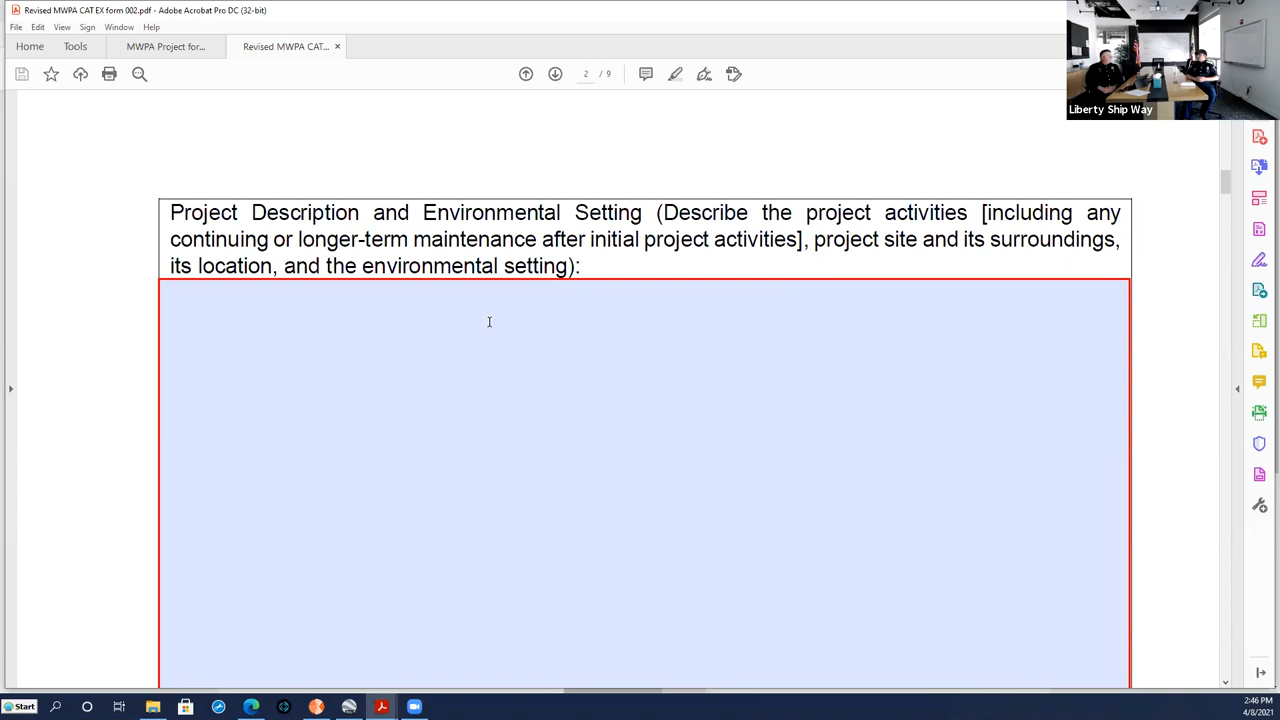 Revised MWPA CAT EX form 002.pdf - Adobe Acrobat Pro DC (32-bit)
File Edit View Window Help
Home Tools MWPA Project for... Revised MWPA CAT... ×
2 / 9
Liberty Ship Way
Project Description and Environmental Setting (Describe the project activities [including any
continuing or longer-term maintenance after initial project activities], project site and its surroundings,
its location, and the environmental setting):
Start
2:46 PM
4/8/2021